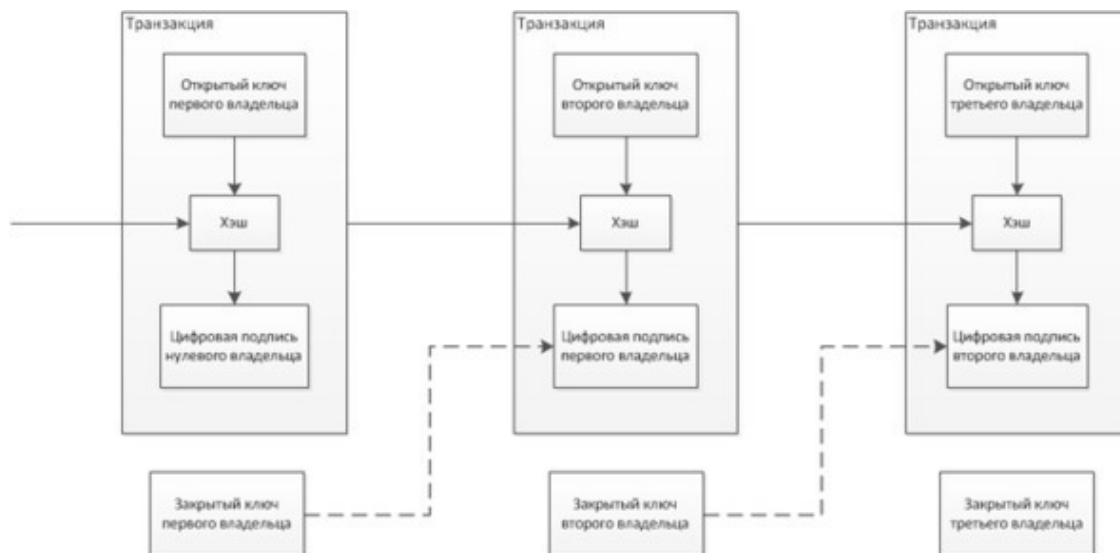 Транзакция
Открытый ключ
первого владельца
Хэш
Цифровая подпись
нулевого владельца
Закрытый ключ
первого владельца
Транзакция
Открытый ключ
второго владельца
Хэш
Цифровая подпись
первого владельца
Закрытый ключ
второго владельца
Транзакция
Открытый ключ
третьего владельца
Хэш
Цифровая подпись
второго владельца
Закрытый ключ
третьего владельца